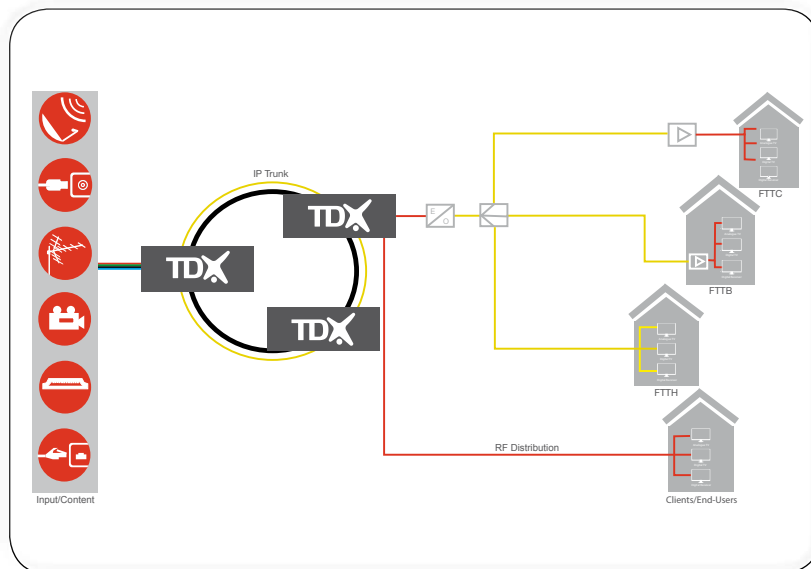 IP Trunk
TDX
TDX
TDX
E
O
FTTC
FTTB
FTTH
RF Distribution
Input/Content
Clients/End-Users